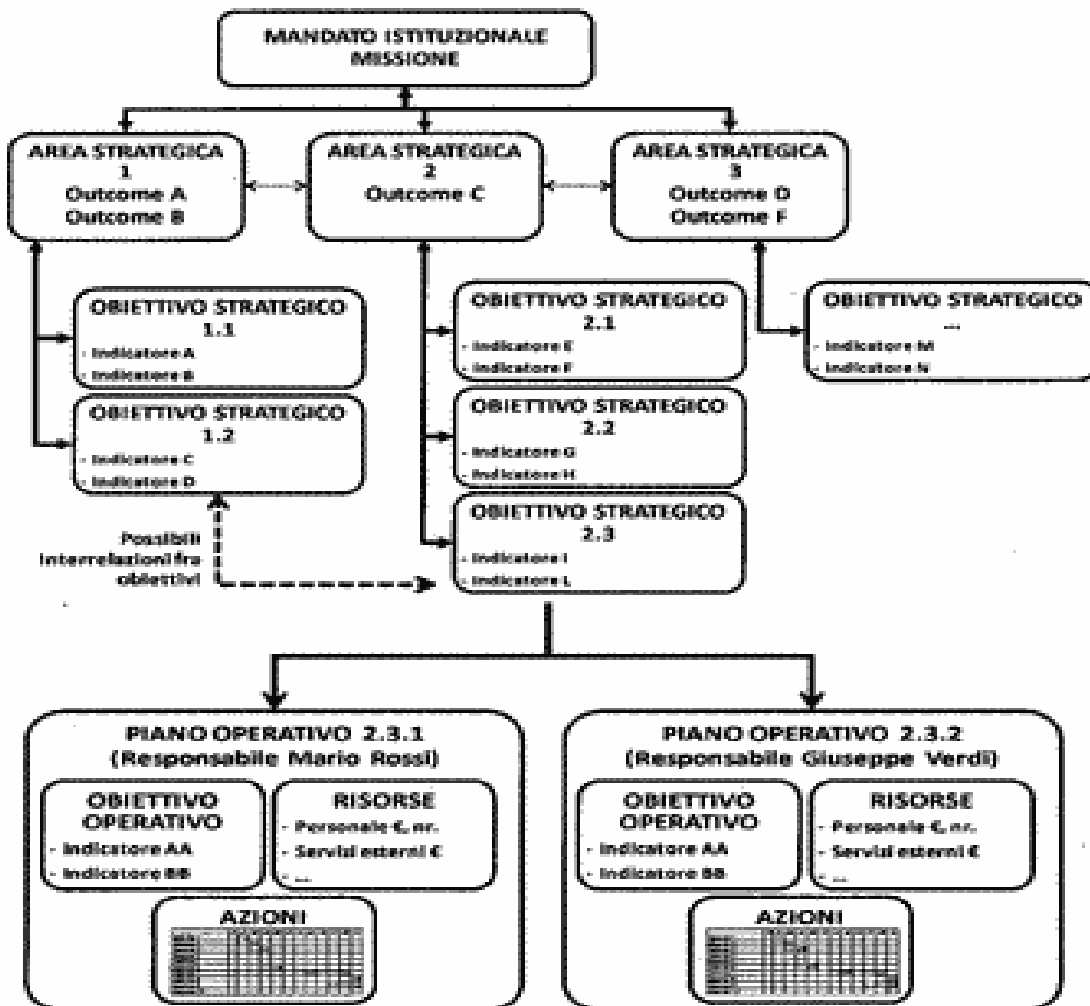 MANDATO ISTITUZIONALE
MISSIONE
AREA STRATEGICA
1
Outcome A
Outcome B
AREA STRATEGICA
2
Outcome C
AREA STRATEGICA
3
Outcome D
Outcome F
OBIETTIVO STRATEGICO
1.1
- Indicatore A
- Indicatore B
OBIETTIVO STRATEGICO
1.2
- Indicatore C
- Indicatore D
Possibili
interrelazioni fra
obiettivi
OBIETTIVO STRATEGICO
2.1
- Indicatore E
- Indicatore F
OBIETTIVO STRATEGICO
2.2
- Indicatore G
- Indicatore H
OBIETTIVO STRATEGICO
2.3
- Indicatore I
- Indicatore L
OBIETTIVO STRATEGICO
...
- Indicatore M
- Indicatore N
PIANO OPERATIVO 2.3.1
(Responsabile Mario Rossi)
OBIETTIVO
OPERATIVO
- Indicatore AA
- Indicatore BB
RISORSE
- Personale €, nr.
- Servizi esterni €
- ...
AZIONI
PIANO OPERATIVO 2.3.2
(Responsabile Giuseppe Verdi)
OBIETTIVO
OPERATIVO
- Indicatore AA
- Indicatore BB
RISORSE
- Personale €, nr.
- Servizi esterni €
- ...
AZIONI